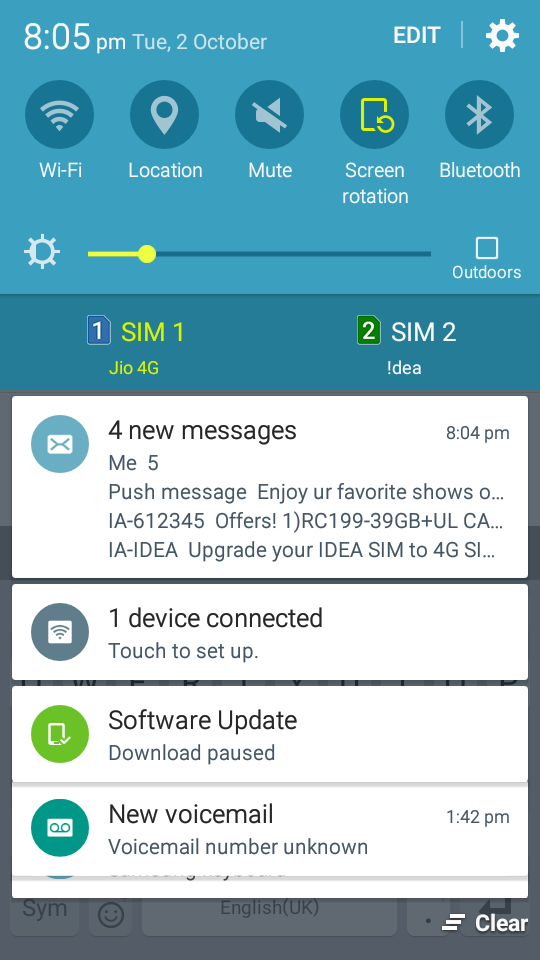 8:05 pm Tue, 2 October EDIT
Wi-Fi Location Mute Screen rotation Bluetooth
Outdoors
1 SIM 1 2 SIM 2
Jio 4G !dea
4 new messages 8:04 pm
Me 5
Push message Enjoy ur favorite shows o...
IA-612345 Offers! 1)RC199-39GB+UL CA...
IA-IDEA Upgrade your IDEA SIM to 4G SI...
1 device connected
Touch to set up.
Software Update
Download paused
New voicemail 1:42 pm
Voicemail number unknown
Samsung keyboard
Sym English(UK) .
Clear